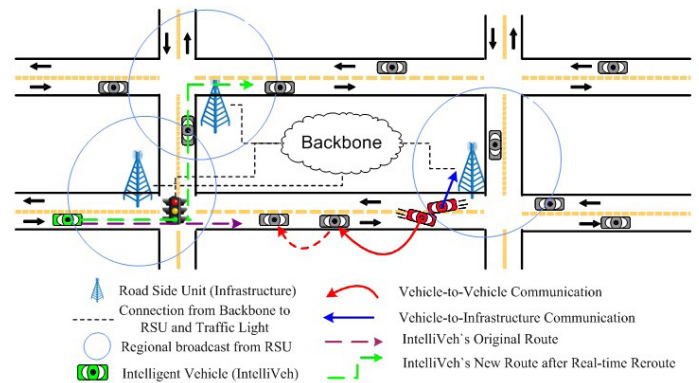 Backbone
Road Side Unit (Infrastructure)
Connection from Backbone to
RSU and Traffic Light
Regional broadcast from RSU
Intelligent Vehicle (IntelliVeh)
Vehicle-to-Vehicle Communication
Vehicle-to-Infrastructure Communication
IntelliVeh`s Original Route
IntelliVeh`s New Route after Real-time Reroute